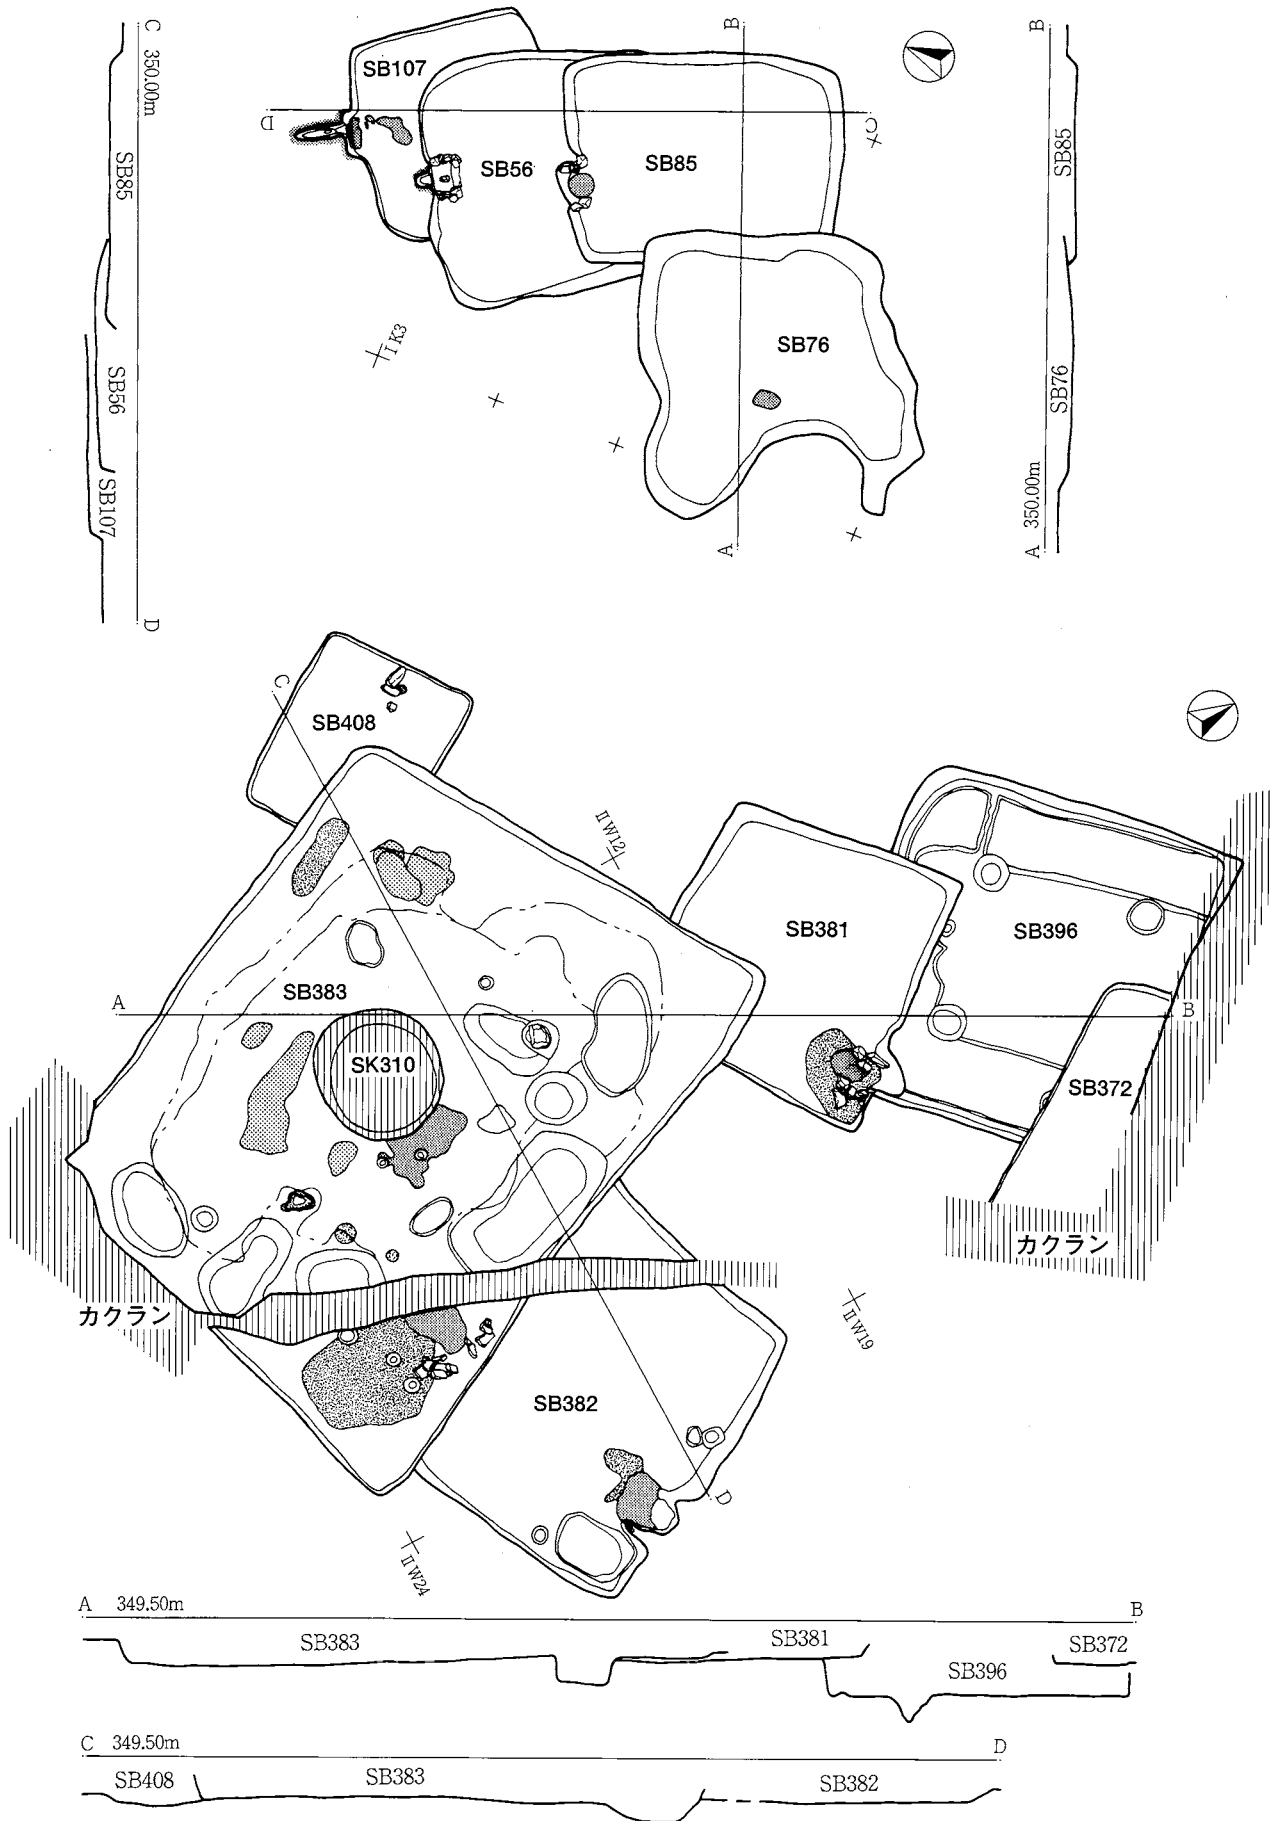 C 350.00m
SB85
SB56
SB107
D
SB107
SB56
SB85
SB76
D
C
B
A
I K3
B
SB85
SB76
A 350.00m
SB408
C
II W12
SB381
SB396
SB383
A
B
SK310
SB372
カクラン
カクラン
II W19
SB382
D
II W24
A 349.50m B
SB383
SB381
SB372
SB396
C 349.50m D
SB408
SB383
SB382